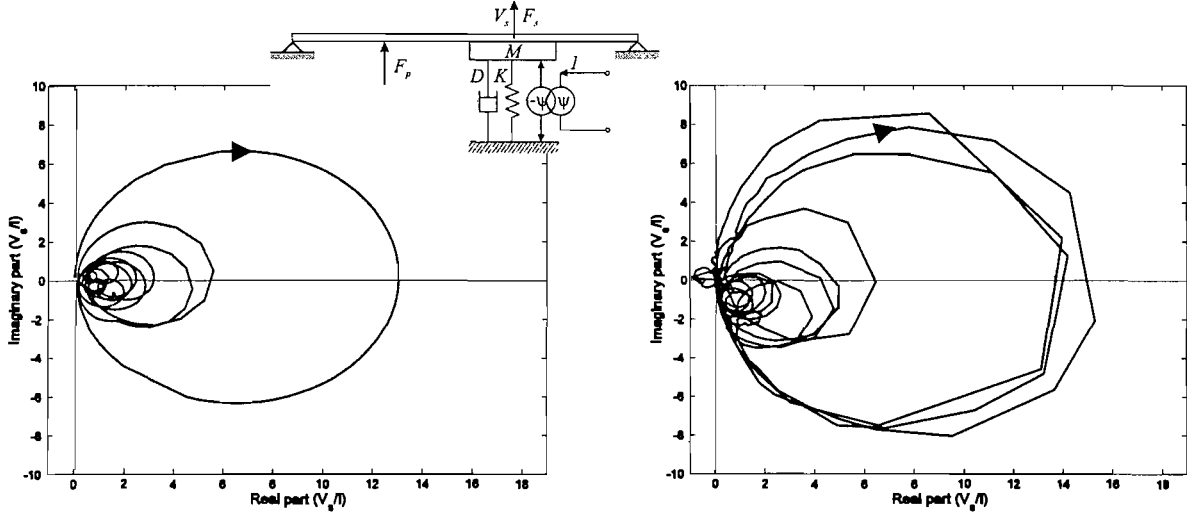 V_s F_s
M
F_p
D K
-Ψ Ψ
I
Imaginary part (V_s/I)
10
8
6
4
2
0
-2
-4
-6
-8
-10
0 2 4 6 8 10 12 14 16 18
Real part (V_s/I)
Imaginary part (V_s/I)
10
8
6
4
2
0
-2
-4
-6
-8
-10
0 2 4 6 8 10 12 14 16 18
Real part (V_s/I)